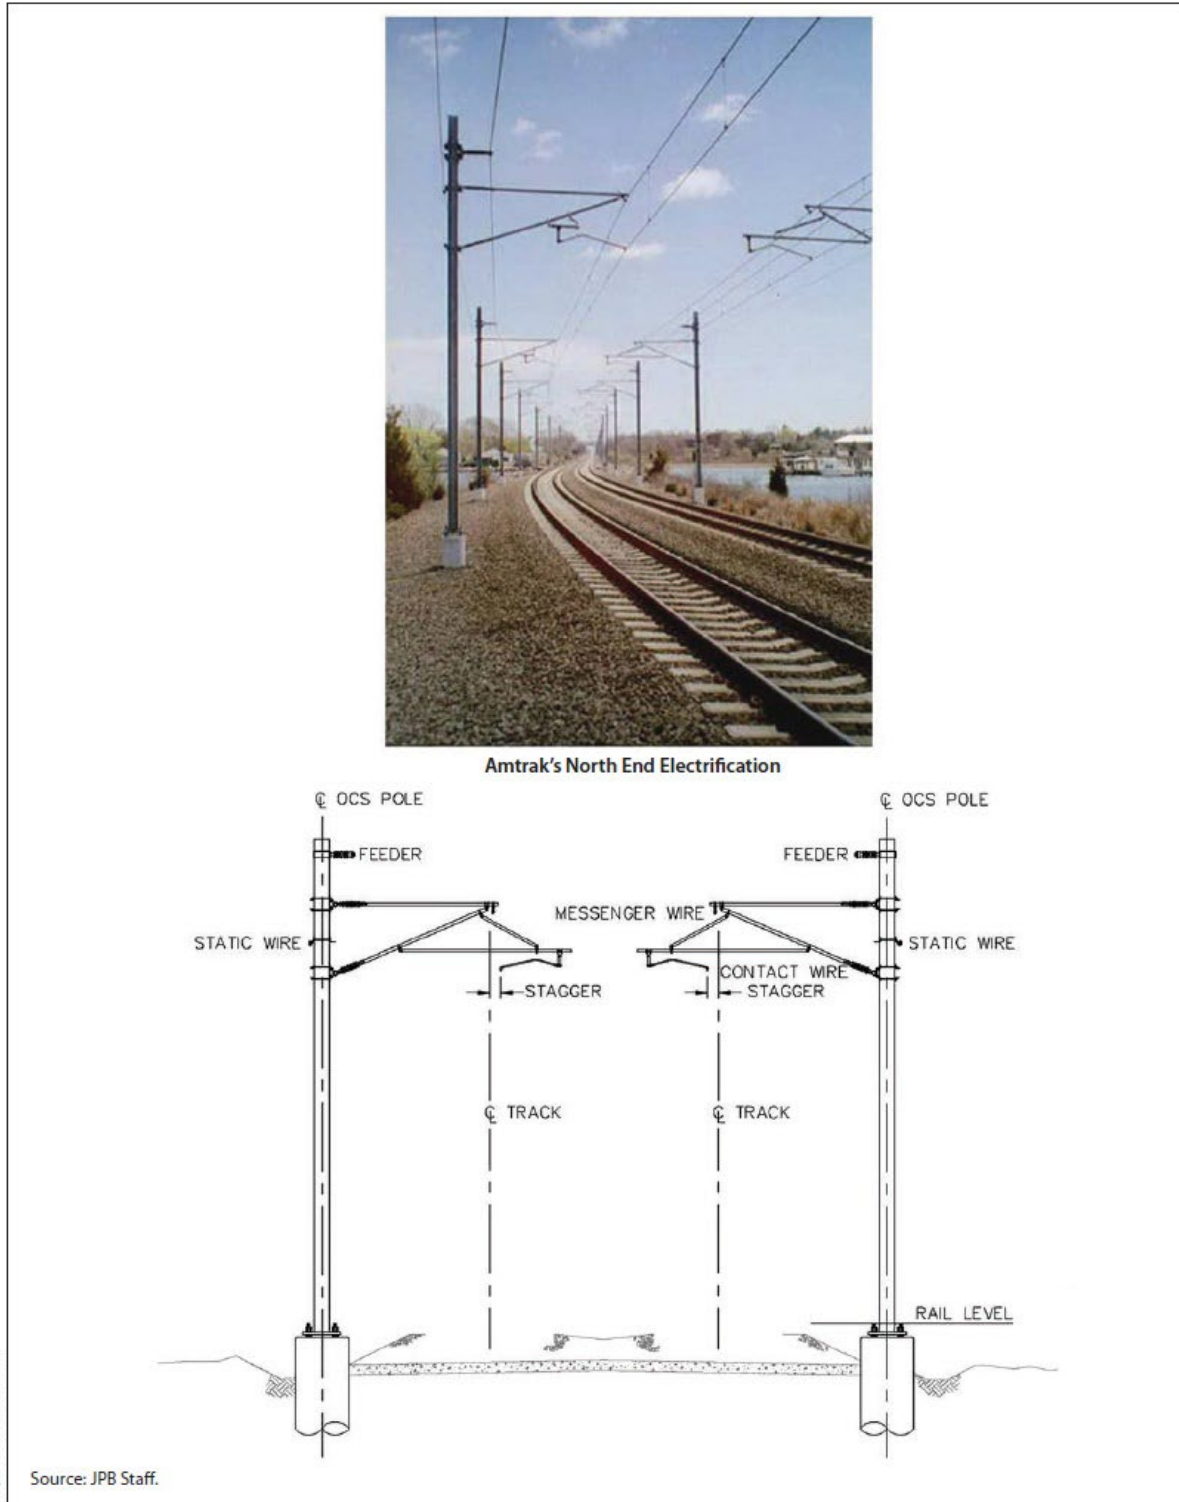 Amtrak's North End Electrification
℄ OCS POLE
℄ OCS POLE
FEEDER
FEEDER
MESSENGER WIRE
STATIC WIRE
STATIC WIRE
CONTACT WIRE
STAGGER
STAGGER
℄ TRACK
℄ TRACK
RAIL LEVEL
Source: JPB Staff.